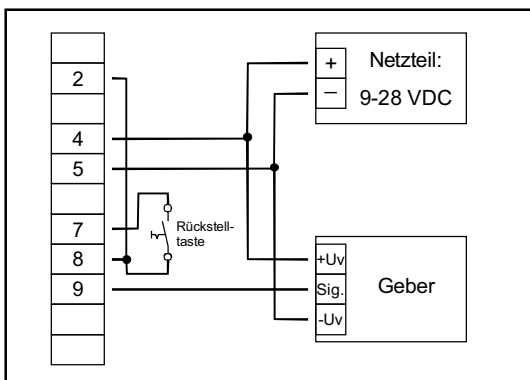 2
4
5
7
8
9
Rückstell-
taste
+
–
Netzteil:
9-28 VDC
+Uv
Sig.
-Uv
Geber